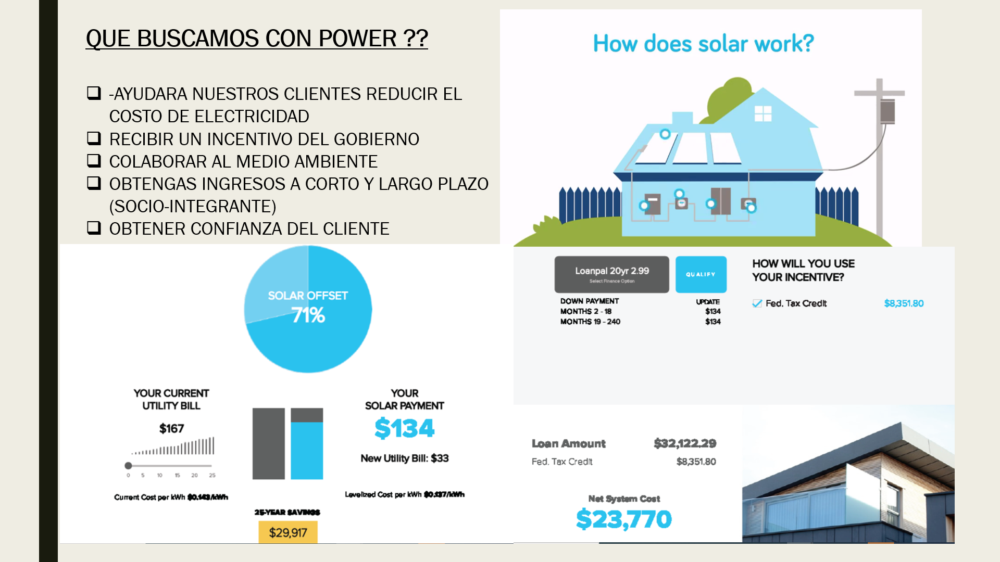 QUE BUSCAMOS CON POWER ??
-AYUDARA NUESTROS CLIENTES REDUCIR EL
COSTO DE ELECTRICIDAD
RECIBIR UN INCENTIVO DEL GOBIERNO
COLABORAR AL MEDIO AMBIENTE
OBTENGAS INGRESOS A CORTO Y LARGO PLAZO
(SOCIO-INTEGRANTE)
OBTENER CONFIANZA DEL CLIENTE
How does solar work?
SOLAR OFFSET
71%
YOUR CURRENT
UTILITY BILL
$167
0 5 10 15 20 25
Current Cost per kWh $0.143/kWh
25-YEAR SAVINGS
$29,917
YOUR
SOLAR PAYMENT
$134
New Utility Bill: $33
Levelized Cost per kWh $0.137/kWh
Loanpal 20yr 2.99
Select Finance Option
QUALIFY
DOWN PAYMENT UPDATE
MONTHS 2 - 18 $134
MONTHS 19 - 240 $134
HOW WILL YOU USE
YOUR INCENTIVE?
Fed. Tax Credit $8,351.80
Loan Amount $32,122.29
Fed. Tax Credit $8,351.80
Net System Cost
$23,770